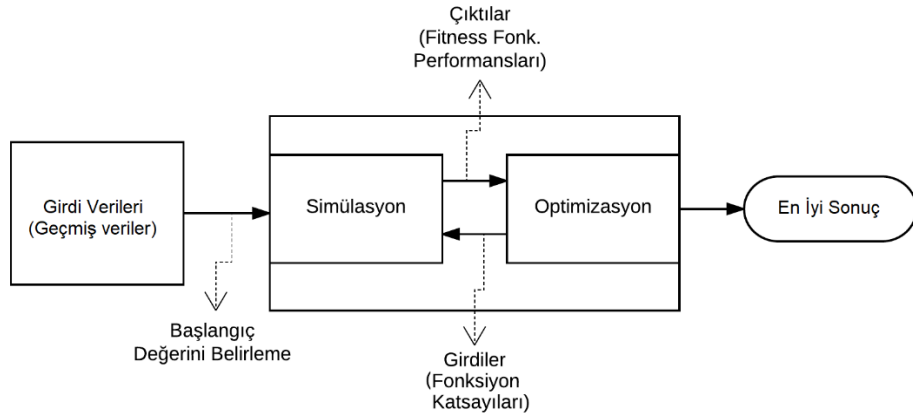 Çıktılar
(Fitness Fonk.
Performansları)
Girdi Verileri
(Geçmiş veriler)
Simülasyon
Optimizasyon
En İyi Sonuç
Başlangıç
Değerini Belirleme
Girdiler
(Fonksiyon
Katsayıları)